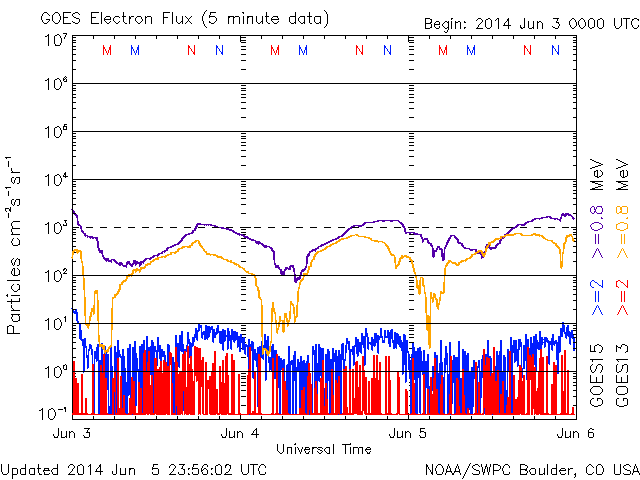 GOES Electron Flux (5 minute data)
Begin: 2014 Jun 3 0000 UTC
M M N N M M N N M M N N
10⁷
10⁶
10⁵
10⁴
10³
10²
10¹
10⁰
10⁻¹
Particles cm⁻²s⁻¹sr⁻¹
GOES15 >=2 >=0.8 MeV
GOES13 >=2 >=0.8 MeV
Jun 3 Jun 4 Jun 5 Jun 6
Universal Time
Updated 2014 Jun 5 23:56:02 UTC
NOAA/SWPC Boulder, CO USA